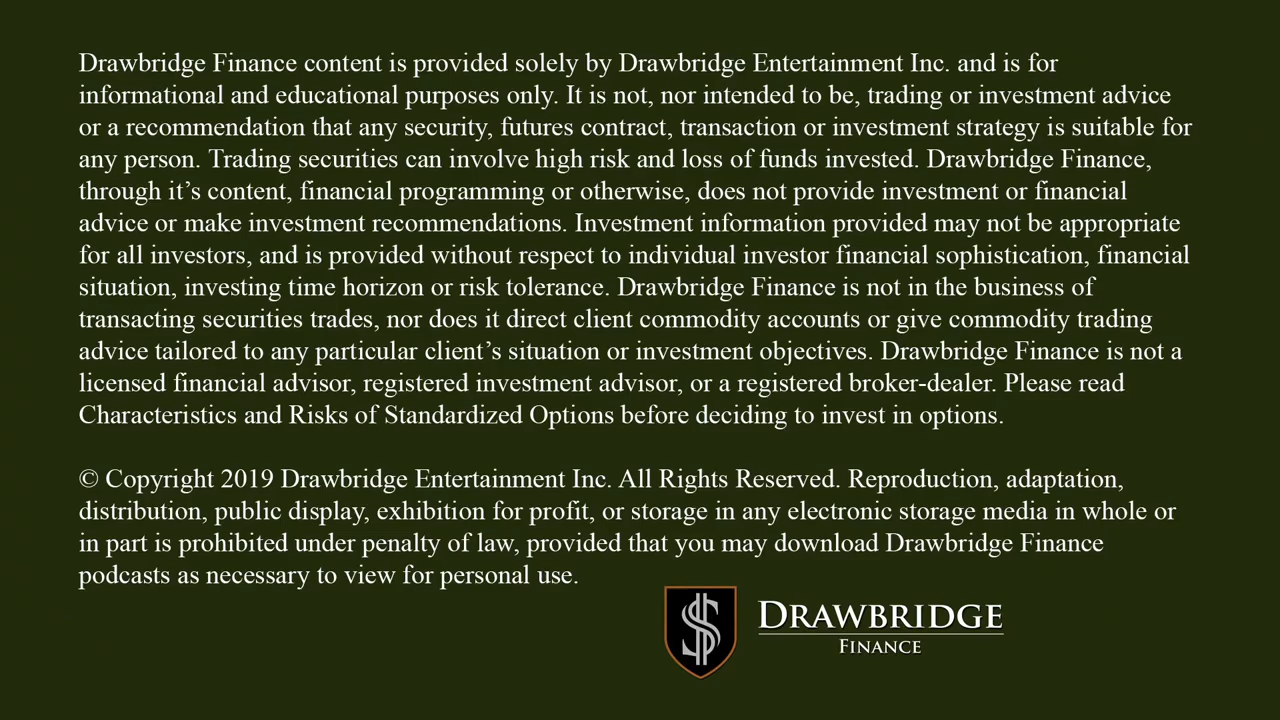 Drawbridge Finance content is provided solely by Drawbridge Entertainment Inc. and is for
informational and educational purposes only. It is not, nor intended to be, trading or investment advice
or a recommendation that any security, futures contract, transaction or investment strategy is suitable for
any person. Trading securities can involve high risk and loss of funds invested. Drawbridge Finance,
through it’s content, financial programming or otherwise, does not provide investment or financial
advice or make investment recommendations. Investment information provided may not be appropriate
for all investors, and is provided without respect to individual investor financial sophistication, financial
situation, investing time horizon or risk tolerance. Drawbridge Finance is not in the business of
transacting securities trades, nor does it direct client commodity accounts or give commodity trading
advice tailored to any particular client’s situation or investment objectives. Drawbridge Finance is not a
licensed financial advisor, registered investment advisor, or a registered broker-dealer. Please read
Characteristics and Risks of Standardized Options before deciding to invest in options.
© Copyright 2019 Drawbridge Entertainment Inc. All Rights Reserved. Reproduction, adaptation,
distribution, public display, exhibition for profit, or storage in any electronic storage media in whole or
in part is prohibited under penalty of law, provided that you may download Drawbridge Finance
podcasts as necessary to view for personal use.
DRAWBRIDGE
FINANCE